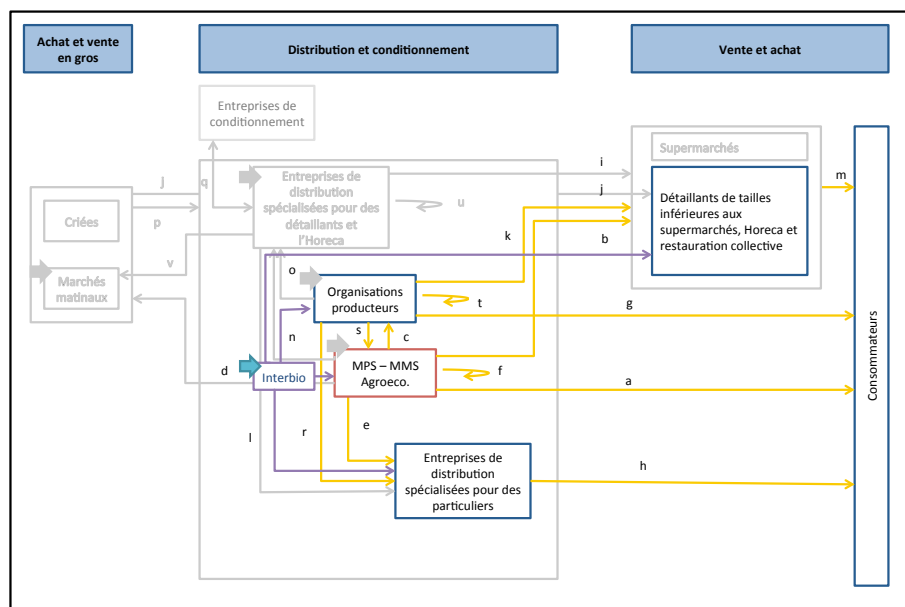 Achat et vente
en gros
Distribution et conditionnement
Vente et achat
Entreprises de
conditionnement
Supermarchés
Détaillants de tailles
inférieures aux
supermarchés, Horeca et
restauration collective
Entreprises de
distribution
spécialisées pour des
détaillants et
l'Horeca
Criées
Marchés
matinaux
Organisations
producteurs
MPS – MMS
Agroeco.
Interbio
Entreprises de
distribution
spécialisées pour des
particuliers
Consommateurs
J
q
p
v
d
i
u
j
k
b
m
o
t
g
n
s
c
f
a
e
l
r
h